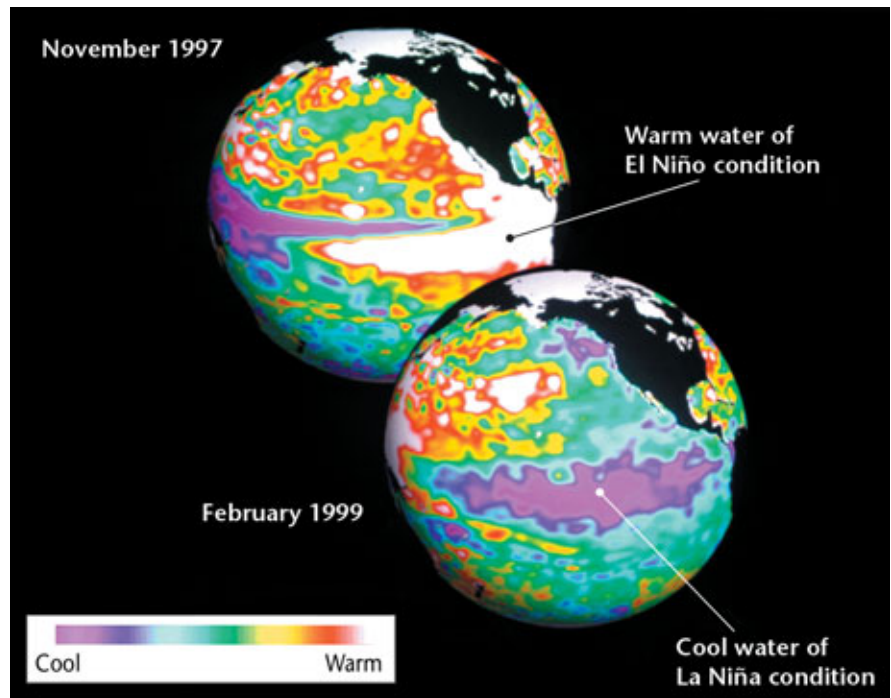 November 1997
Warm water of
El Niño condition
February 1999
Cool water of
La Niña condition
Cool
Warm